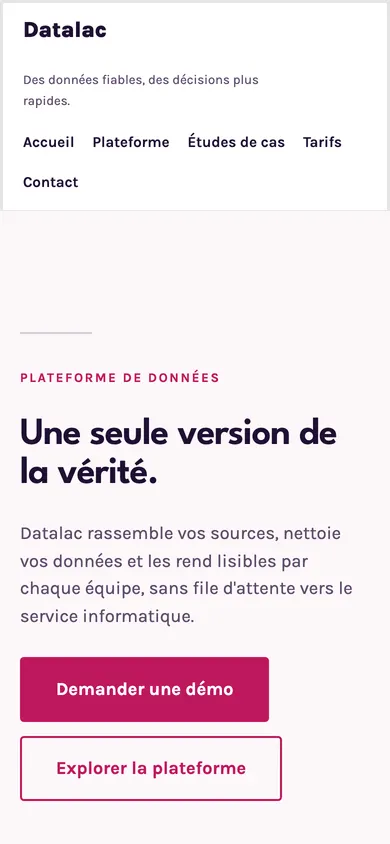 Datalac
Des données fiables, des décisions plus
rapides.
Accueil Plateforme Études de cas Tarifs
Contact
PLATEFORME DE DONNÉES
Une seule version de
la vérité.
Datalac rassemble vos sources, nettoie
vos données et les rend lisibles par
chaque équipe, sans file d'attente vers le
service informatique.
Demander une démo
Explorer la plateforme